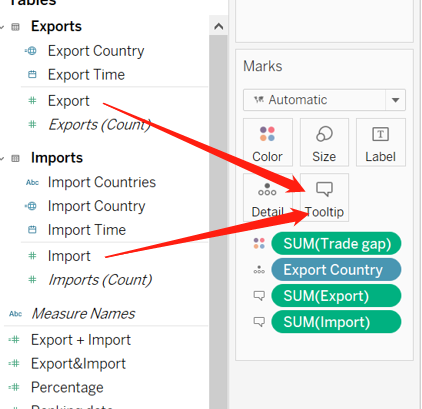 Tables
Exports
Export Country
Export Time
Export
Exports (Count)
Imports
Abc Import Countries
Import Country
Import Time
Import
Imports (Count)
Abc Measure Names
Export + Import
Export&Import
Percentage
Marks
Automatic
Color Size Label
Detail Tooltip
SUM(Trade gap)
Export Country
SUM(Export)
SUM(Import)